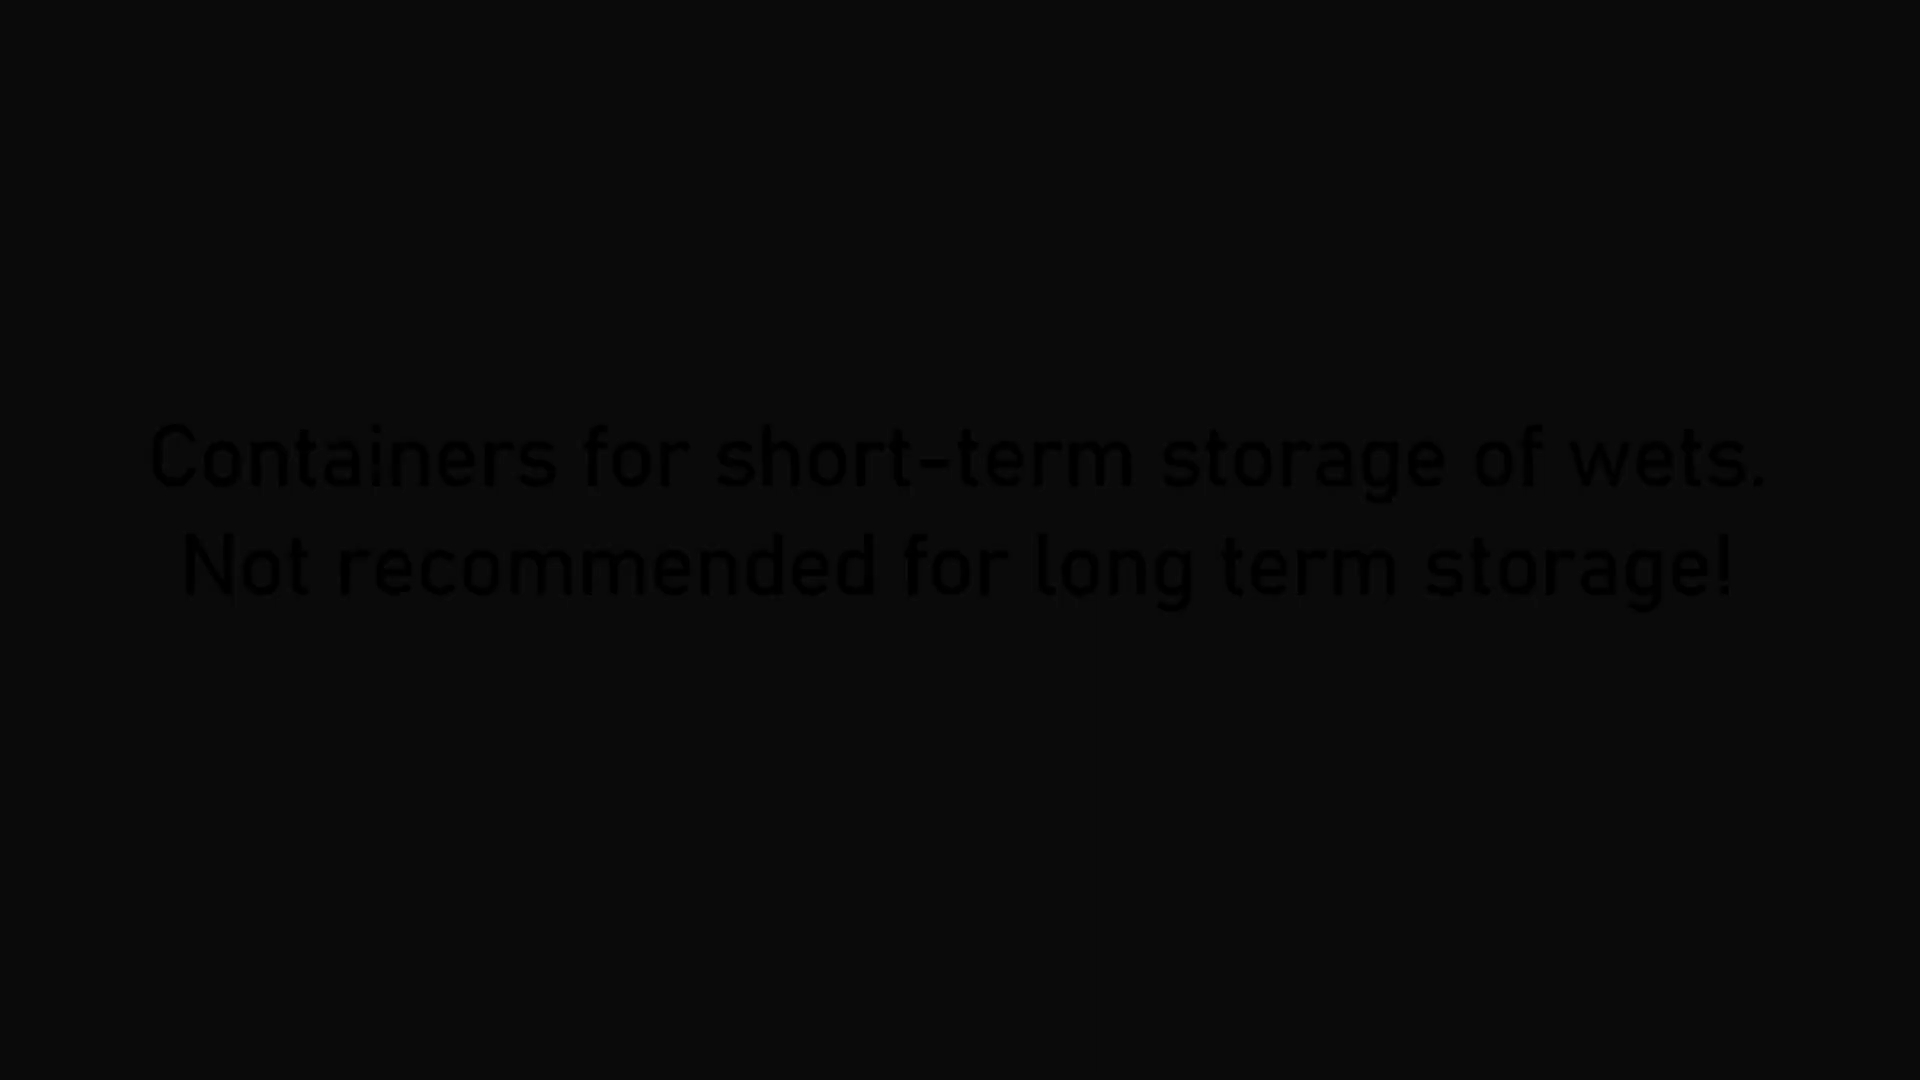 Containers for short-term storage of wets.
Not recommended for long term storage!